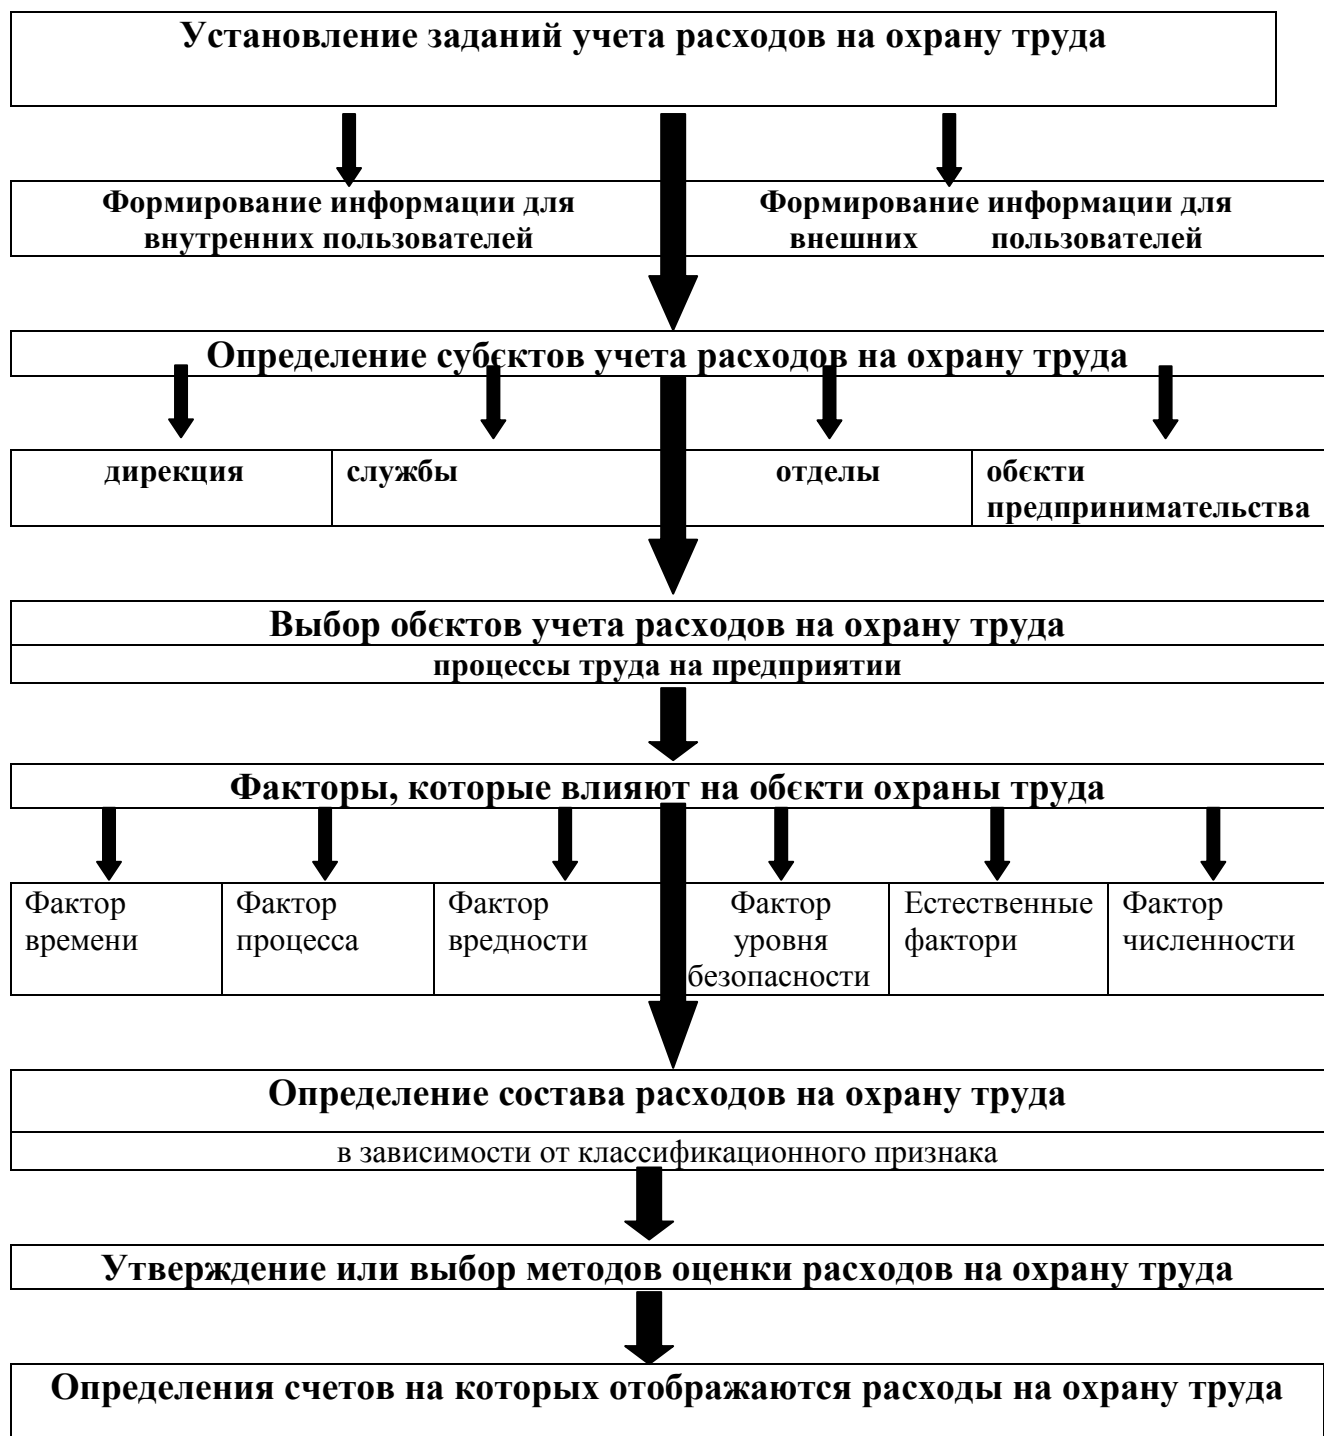 Установление заданий учета расходов на охрану труда
Формирование информации для
внутренних пользователей
Формирование информации для
внешних пользователей
Определение субєктов учета расходов на охрану труда
дирекция
службы
отделы
обєкти
предпринимательства
Выбор обєктов учета расходов на охрану труда
процессы труда на предприятии
Факторы, которые влияют на обєкти охраны труда
Фактор
времени
Фактор
процесса
Фактор
вредности
Фактор
уровня
безопасности
Естественные
фактори
Фактор
численности
Определение состава расходов на охрану труда
в зависимости от классификационного признака
Утверждение или выбор методов оценки расходов на охрану труда
Определения счетов на которых отображаются расходы на охрану труда